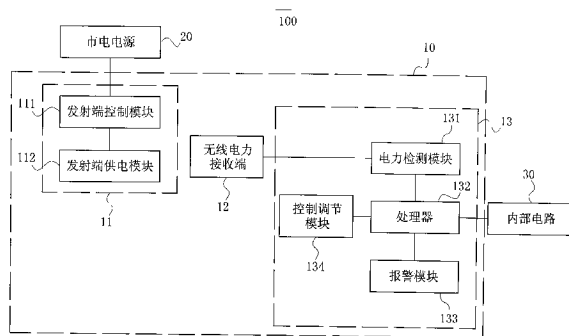 100
市电电源
20
10
111
发射端控制模块
112
发射端供电模块
11
无线电力
接收端
12
131
13
电力检测模块
132
控制调节
模块
134
处理器
30
内部电路
报警模块
133